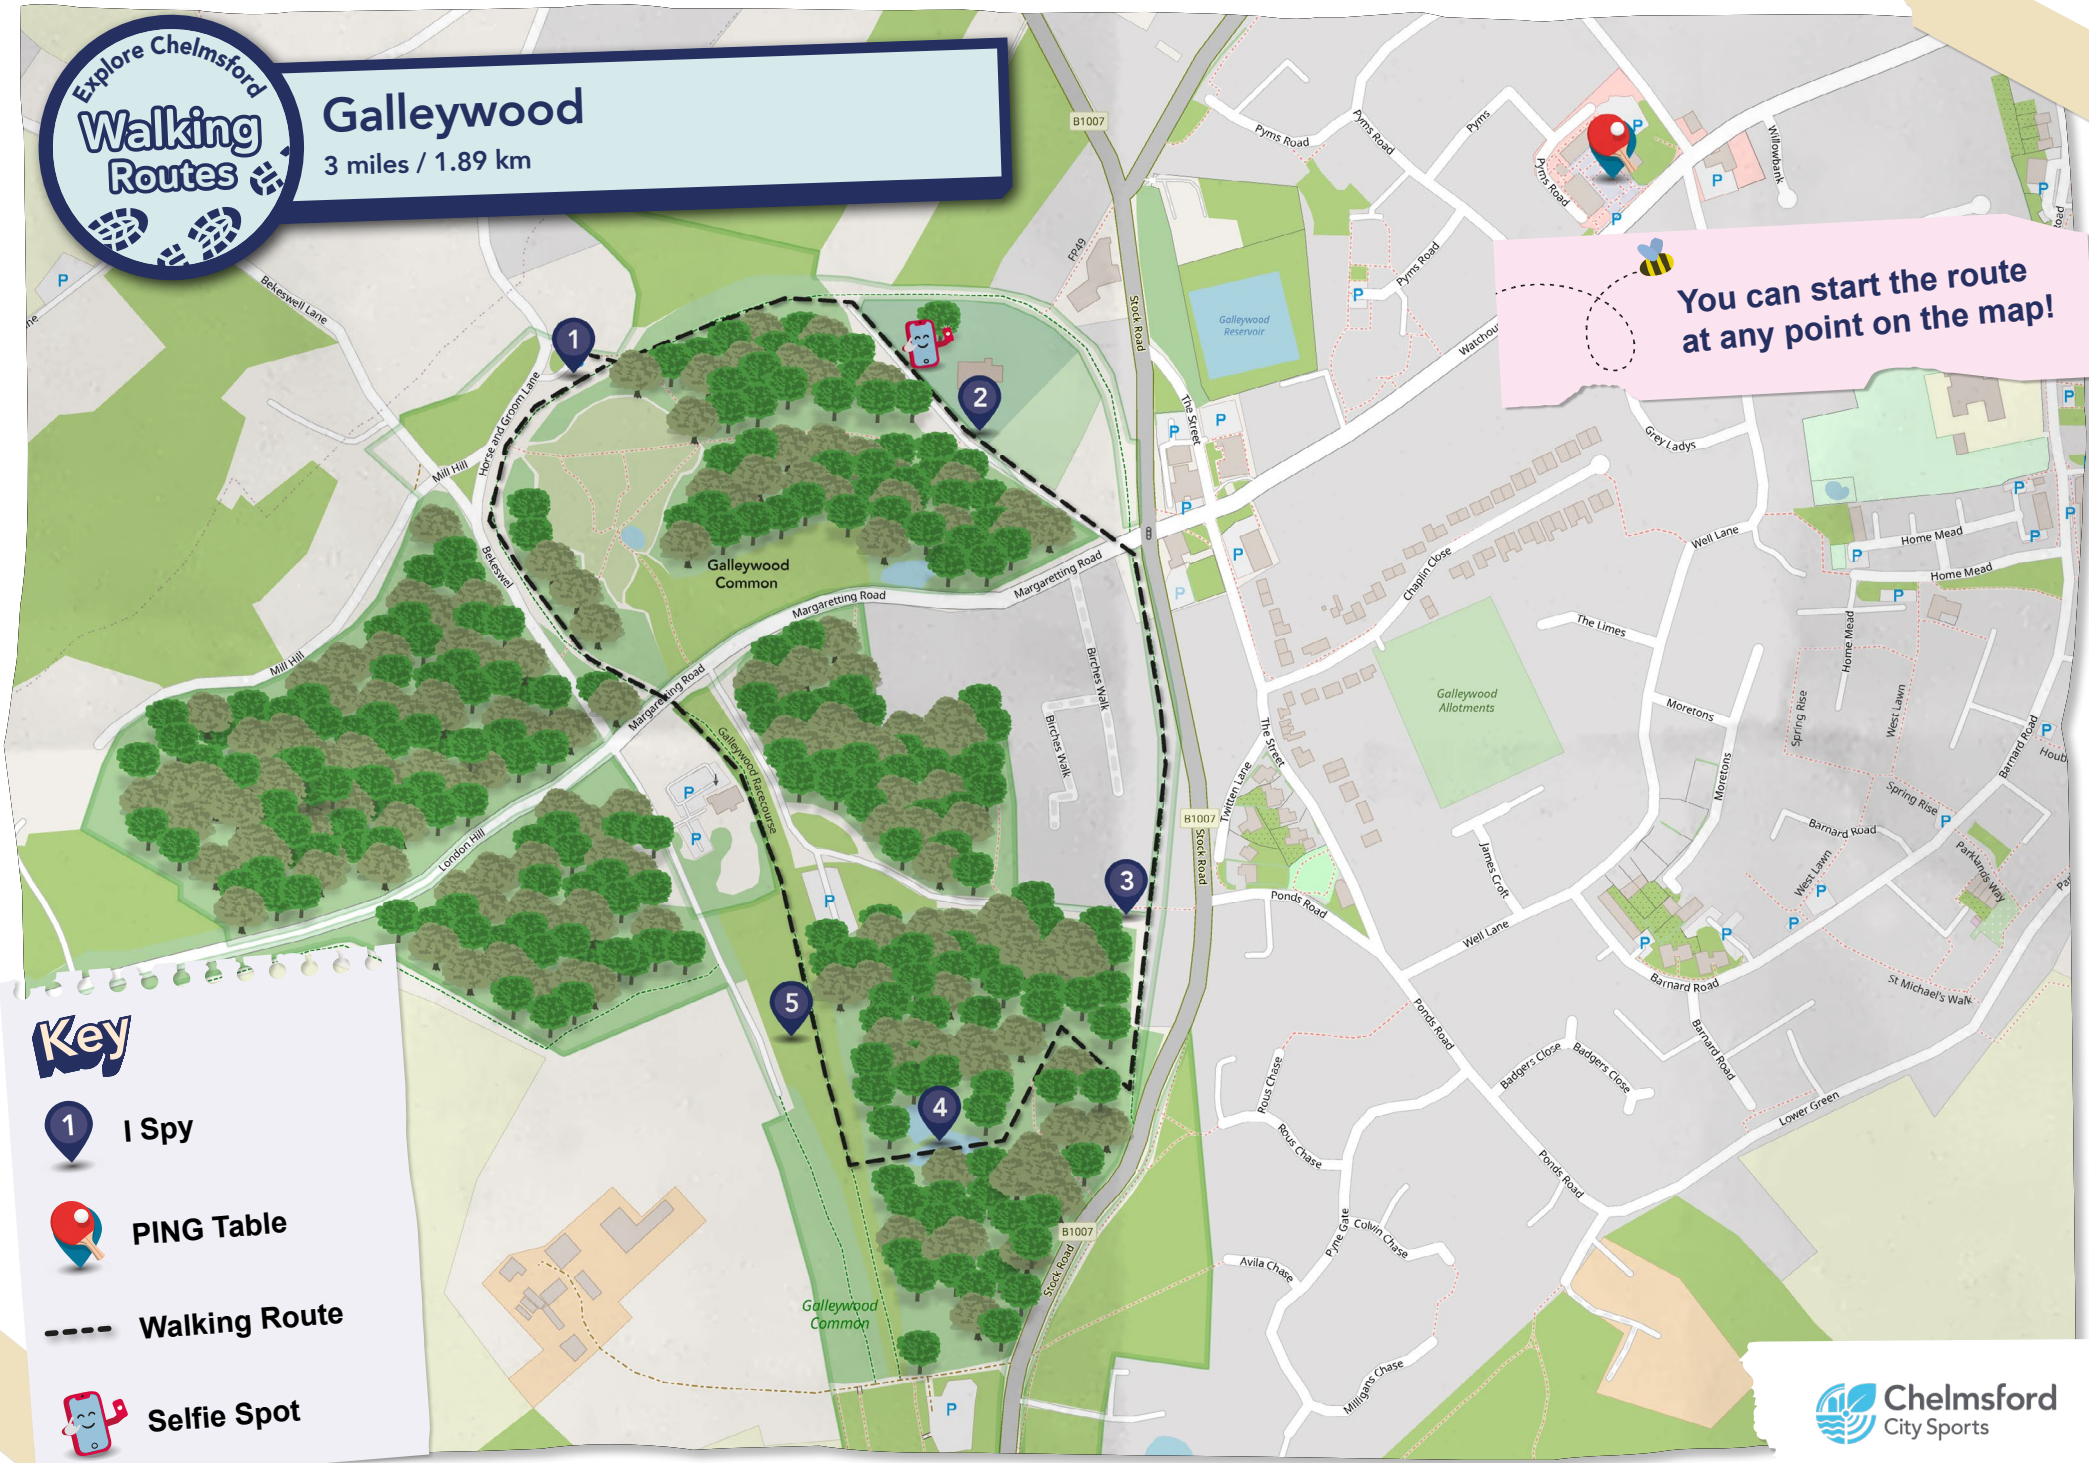 Explore Chelmsford
Walking
Routes
Galleywood
3 miles / 1.89 km
You can start the route
at any point on the map!
B1007
Pyms Road
Pyms Road
Pyms
Pyms Road
Pyms Road
Willowbank
P
P
P
P
P
P
FP49
Stock Road
Galleywood
Reservoir
Bekeswell Lane
1
2
Horse and Groom Lane
Mill Hill
Bekeswel
Mill Hill
The Street
P
P
P
P
P
Grey Ladys
Well Lane
Home Mead
Home Mead
Home Mead
P
P
P
P
P
P
Chaplin Close
The Limes
Galleywood
Common
Margaretting Road
Margaretting Road
Margaretting Road
Birches Walk
Birches Walk
Galleywood
Allotments
Moretons
Moretons
Spring Rise
West Lawn
Barnard Road
P
Spring Rise
P
Barnard Road
West Lawn
P
P
Parklands Way
Galleywood Racecourse
P
P
P
London Hill
The Street
Twitten Lane
B1007
Stock Road
3
Ponds Road
James Croft
Well Lane
P
P
Barnard Road
St Michael's Walk
5
4
Ponds Road
Badgers Close
Badgers Close
Barnard Road
Lower Green
Rous Chase
Rous Chase
Ponds Road
Pyne Gate
Colvin Chase
Avila Chase
Milligans Chase
B1007
Stock Road
Galleywood
Common
P
Key
1
I Spy
PING Table
Walking Route
Selfie Spot
Chelmsford
City Sports